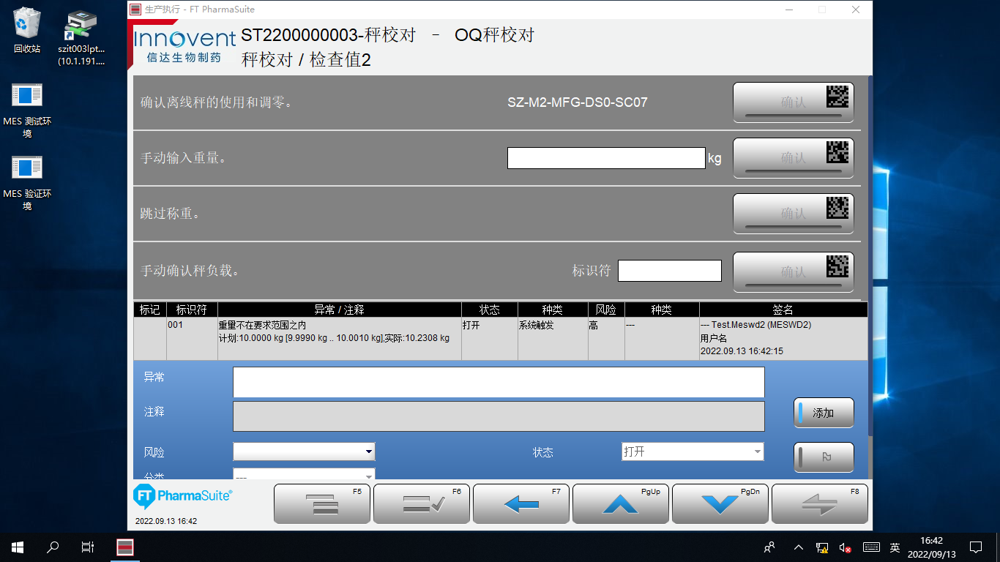 生产执行 - FT PharmaSuite
回收站
szit003lpt...
(10.1.191....
MES 测试环
境
MES 验证环
境
Innovent
信达生物制药
ST2200000003-秤校对 - OQ秤校对
秤校对 / 检查值2
确认离线秤的使用和调零。 SZ-M2-MFG-DS0-SC07 确认
手动输入重量。 kg 确认
跳过称重。 确认
手动确认秤负载。 标识符 确认
标记 标识符 异常 / 注释 状态 种类 风险 种类 签名
001 重量不在要求范围之内 打开 系统触发 高 --- --- Test.Meswd2 (MESWD2)
计划:10.0000 kg [9.9990 kg .. 10.0010 kg],实际:10.2308 kg 用户名
2022.09.13 16:42:15
异常
注释 添加
风险 状态 打开
分类 ---
FT PharmaSuite®
2022.09.13 16:42
F5 F6 F7 PgUp PgDn F8
英 16:42
2022/09/13